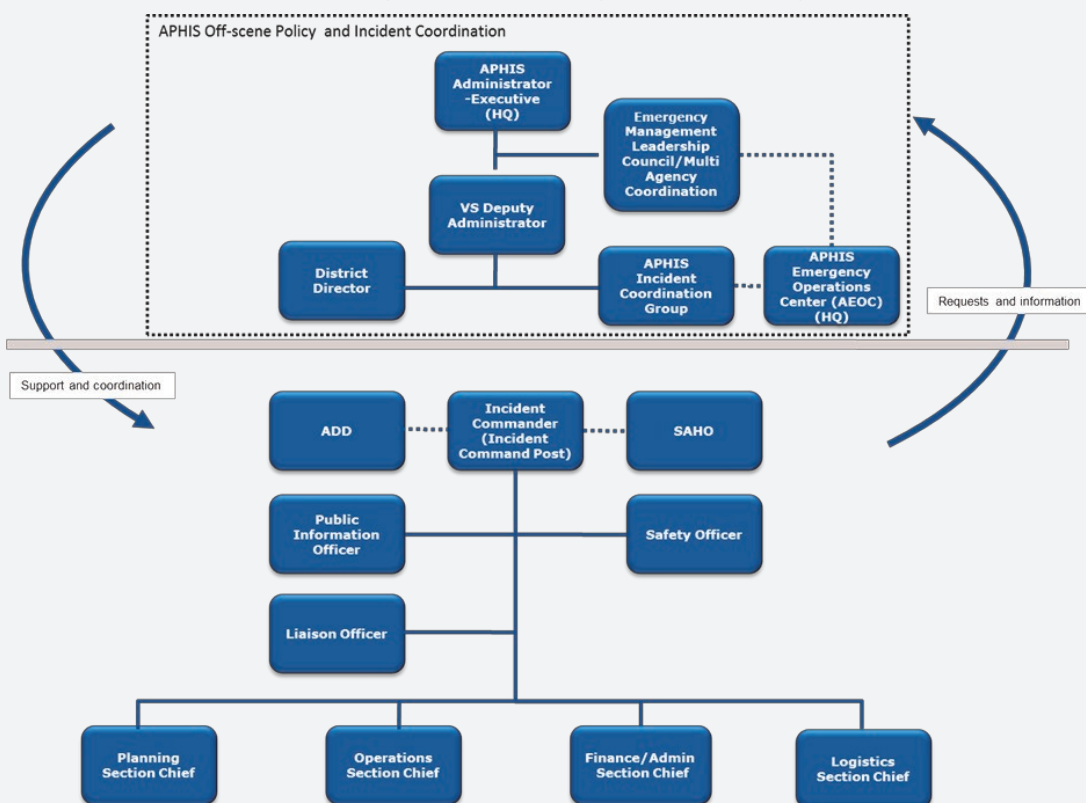 APHIS Off-scene Policy and Incident Coordination
APHIS
Administrator
-Executive
(HQ)
Emergency
Management
Leadership
Council/Multi
Agency
Coordination
VS Deputy
Administrator
District
Director
APHIS
Incident
Coordination
Group
APHIS
Emergency
Operations
Center (AEOC)
(HQ)
Requests and information
Support and coordination
ADD
Incident
Commander
(Incident
Command Post)
SAHO
Public
Information
Officer
Safety Officer
Liaison Officer
Planning
Section Chief
Operations
Section Chief
Finance/Admin
Section Chief
Logistics
Section Chief